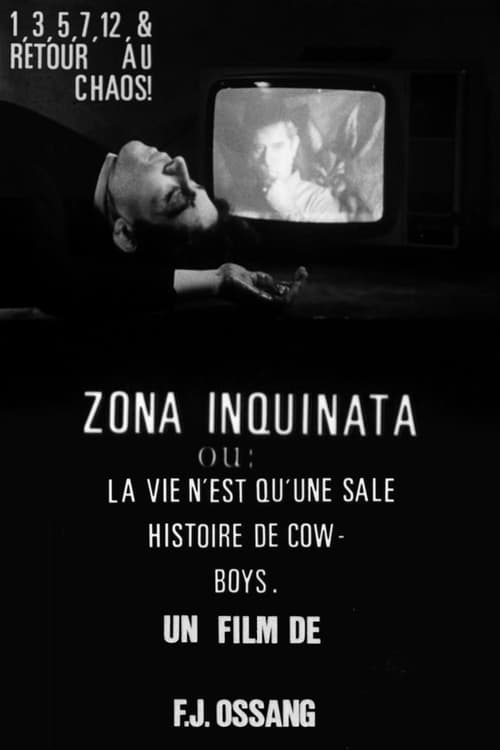 1,3,5,7,12, &
RETOUR AU
CHAOS!
ZONA INQUINATA
ou:
LA VIE N'EST QU'UNE SALE
HISTOIRE DE COW-
BOYS.
UN FILM DE
F.J. OSSANG